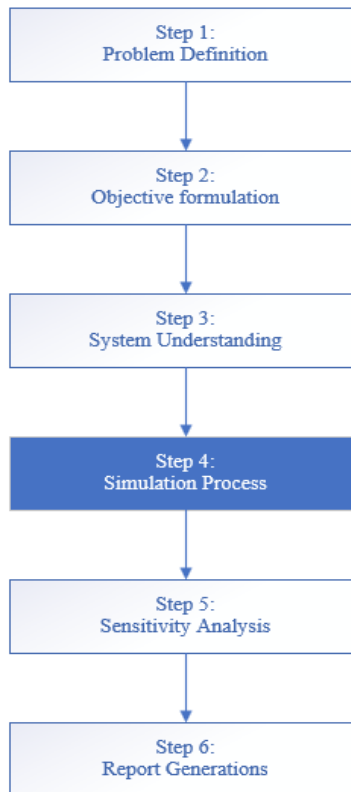 Step 1:
Problem Definition
Step 2:
Objective formulation
Step 3:
System Understanding
Step 4:
Simulation Process
Step 5:
Sensitivity Analysis
Step 6:
Report Generations